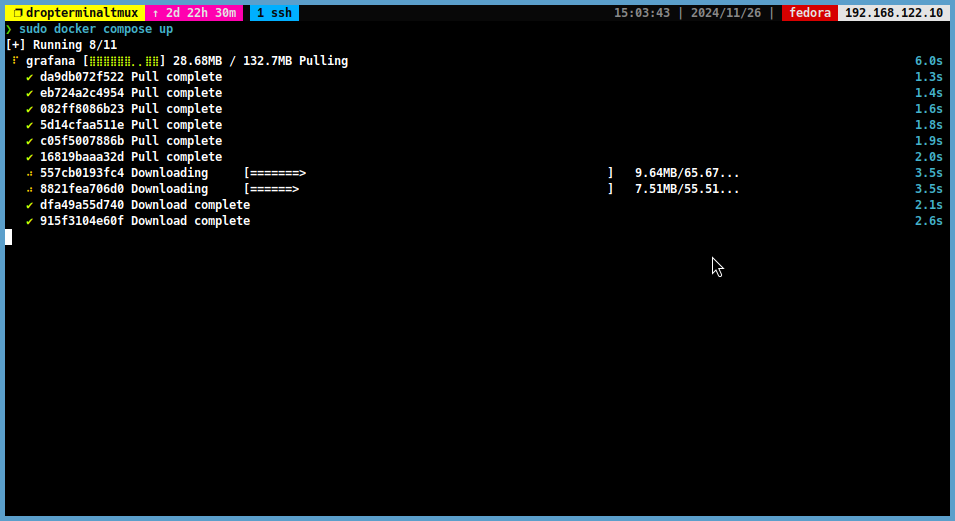 ❐ dropterminaltmux ↑ 2d 22h 30m 1 ssh 15:03:43 | 2024/11/26 | fedora 192.168.122.10
❯ sudo docker compose up
[+] Running 8/11
⠏ grafana [⣿⣿⣿⣿⣿⣿⣀⣀⣿⣿] 28.68MB / 132.7MB Pulling 6.0s
✔ da9db072f522 Pull complete 1.3s
✔ eb724a2c4954 Pull complete 1.4s
✔ 082ff8086b23 Pull complete 1.6s
✔ 5d14cfaa511e Pull complete 1.8s
✔ c05f5007886b Pull complete 1.9s
✔ 16819baaa32d Pull complete 2.0s
⠴ 557cb0193fc4 Downloading [=======> ] 9.64MB/65.67... 3.5s
⠴ 8821fea706d0 Downloading [======> ] 7.51MB/55.51... 3.5s
✔ dfa49a55d740 Download complete 2.1s
✔ 915f3104e60f Download complete 2.6s